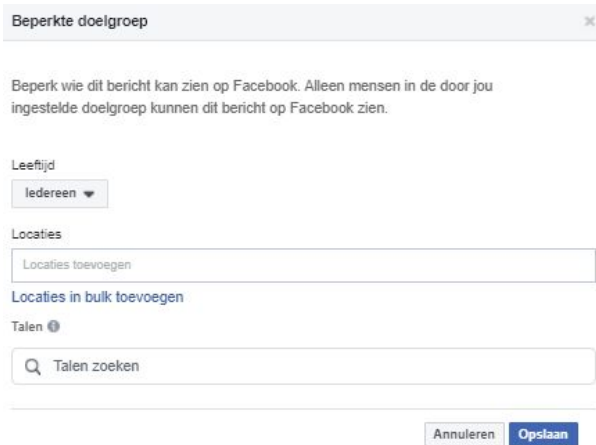 Beperkte doelgroep
Beperk wie dit bericht kan zien op Facebook. Alleen mensen in de door jou
ingestelde doelgroep kunnen dit bericht op Facebook zien.
Leeftijd
Iedereen
Locaties
Locaties toevoegen
Locaties in bulk toevoegen
Talen
Talen zoeken
Annuleren Opslaan